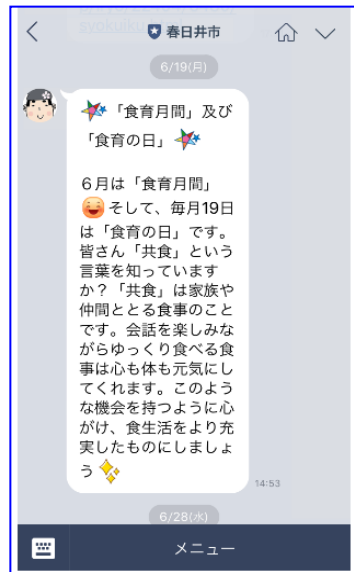 syokuiku
春日井市
6/19(月)
「食育月間」及び
「食育の日」
６月は「食育月間」
そして、毎月19日
は「食育の日」です。
皆さん「共食」という
言葉を知っています
か？「共食」は家族や
仲間ととる食事のこと
です。会話を楽しみな
がらゆっくり食べる食
事は心も体も元気にし
てくれます。このよう
な機会を持つように心
がけ、食生活をより充
実したものにしましょ
う
14:53
6/28(水)
メニュー